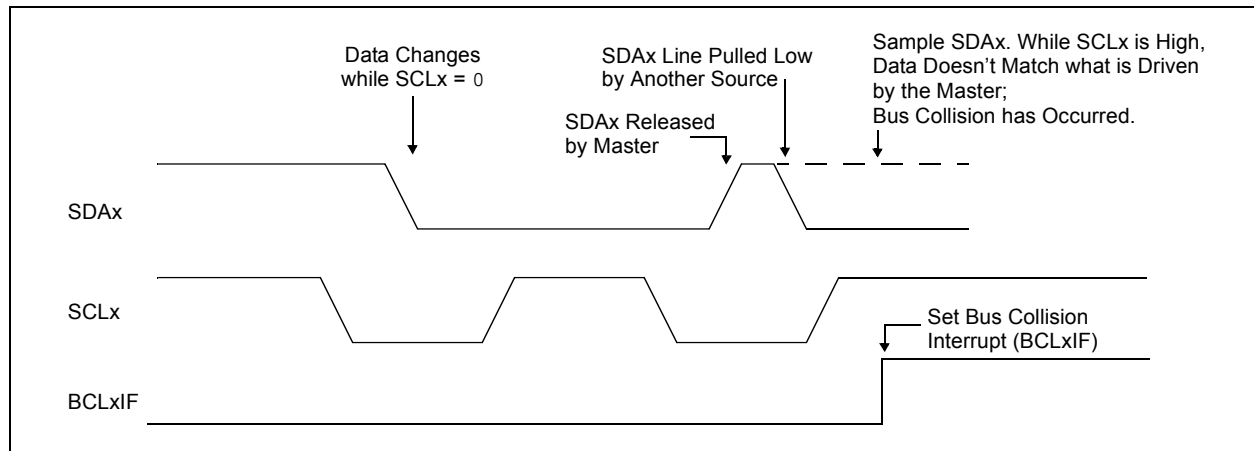 Data Changes
while SCLx = 0
SDAx Line Pulled Low
by Another Source
Sample SDAx. While SCLx is High,
Data Doesn't Match what is Driven
by the Master;
Bus Collision has Occurred.
SDAx Released
by Master
SDAx
SCLx
Set Bus Collision
Interrupt (BCLxIF)
BCLxIF